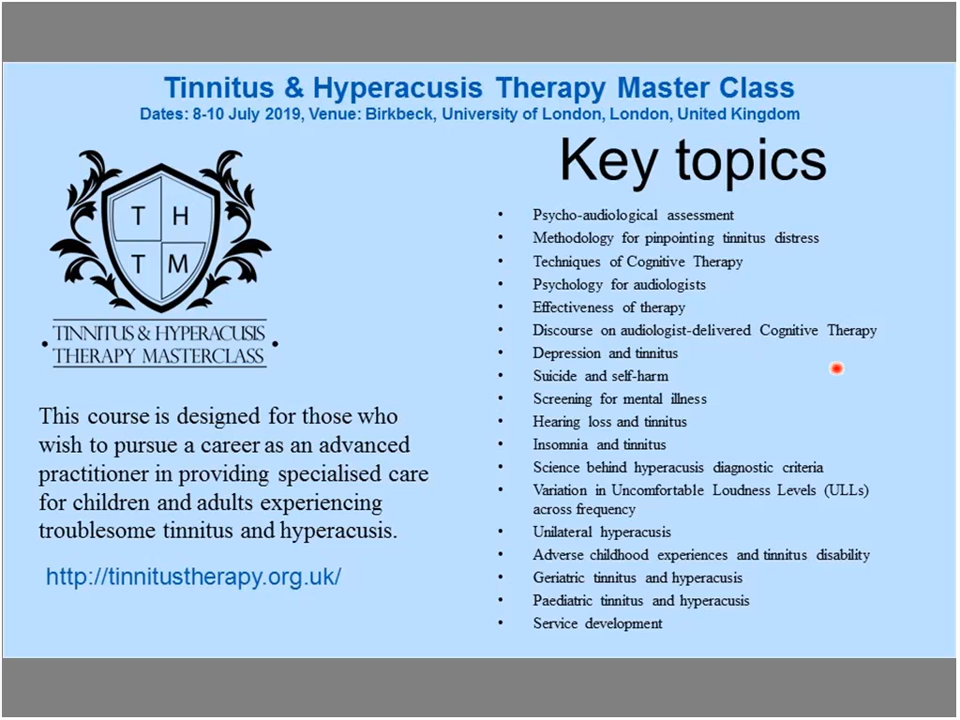 Tinnitus & Hyperacusis Therapy Master Class
Dates: 8-10 July 2019, Venue: Birkbeck, University of London, London, United Kingdom
T H
T M
TINNITUS & HYPERACUSIS
• THERAPY MASTERCLASS •
This course is designed for those who
wish to pursue a career as an advanced
practitioner in providing specialised care
for children and adults experiencing
troublesome tinnitus and hyperacusis.
http://tinnitustherapy.org.uk/
Key topics
• Psycho-audiological assessment
• Methodology for pinpointing tinnitus distress
• Techniques of Cognitive Therapy
• Psychology for audiologists
• Effectiveness of therapy
• Discourse on audiologist-delivered Cognitive Therapy
• Depression and tinnitus
• Suicide and self-harm
• Screening for mental illness
• Hearing loss and tinnitus
• Insomnia and tinnitus
• Science behind hyperacusis diagnostic criteria
• Variation in Uncomfortable Loudness Levels (ULLs)
across frequency
• Unilateral hyperacusis
• Adverse childhood experiences and tinnitus disability
• Geriatric tinnitus and hyperacusis
• Paediatric tinnitus and hyperacusis
• Service development